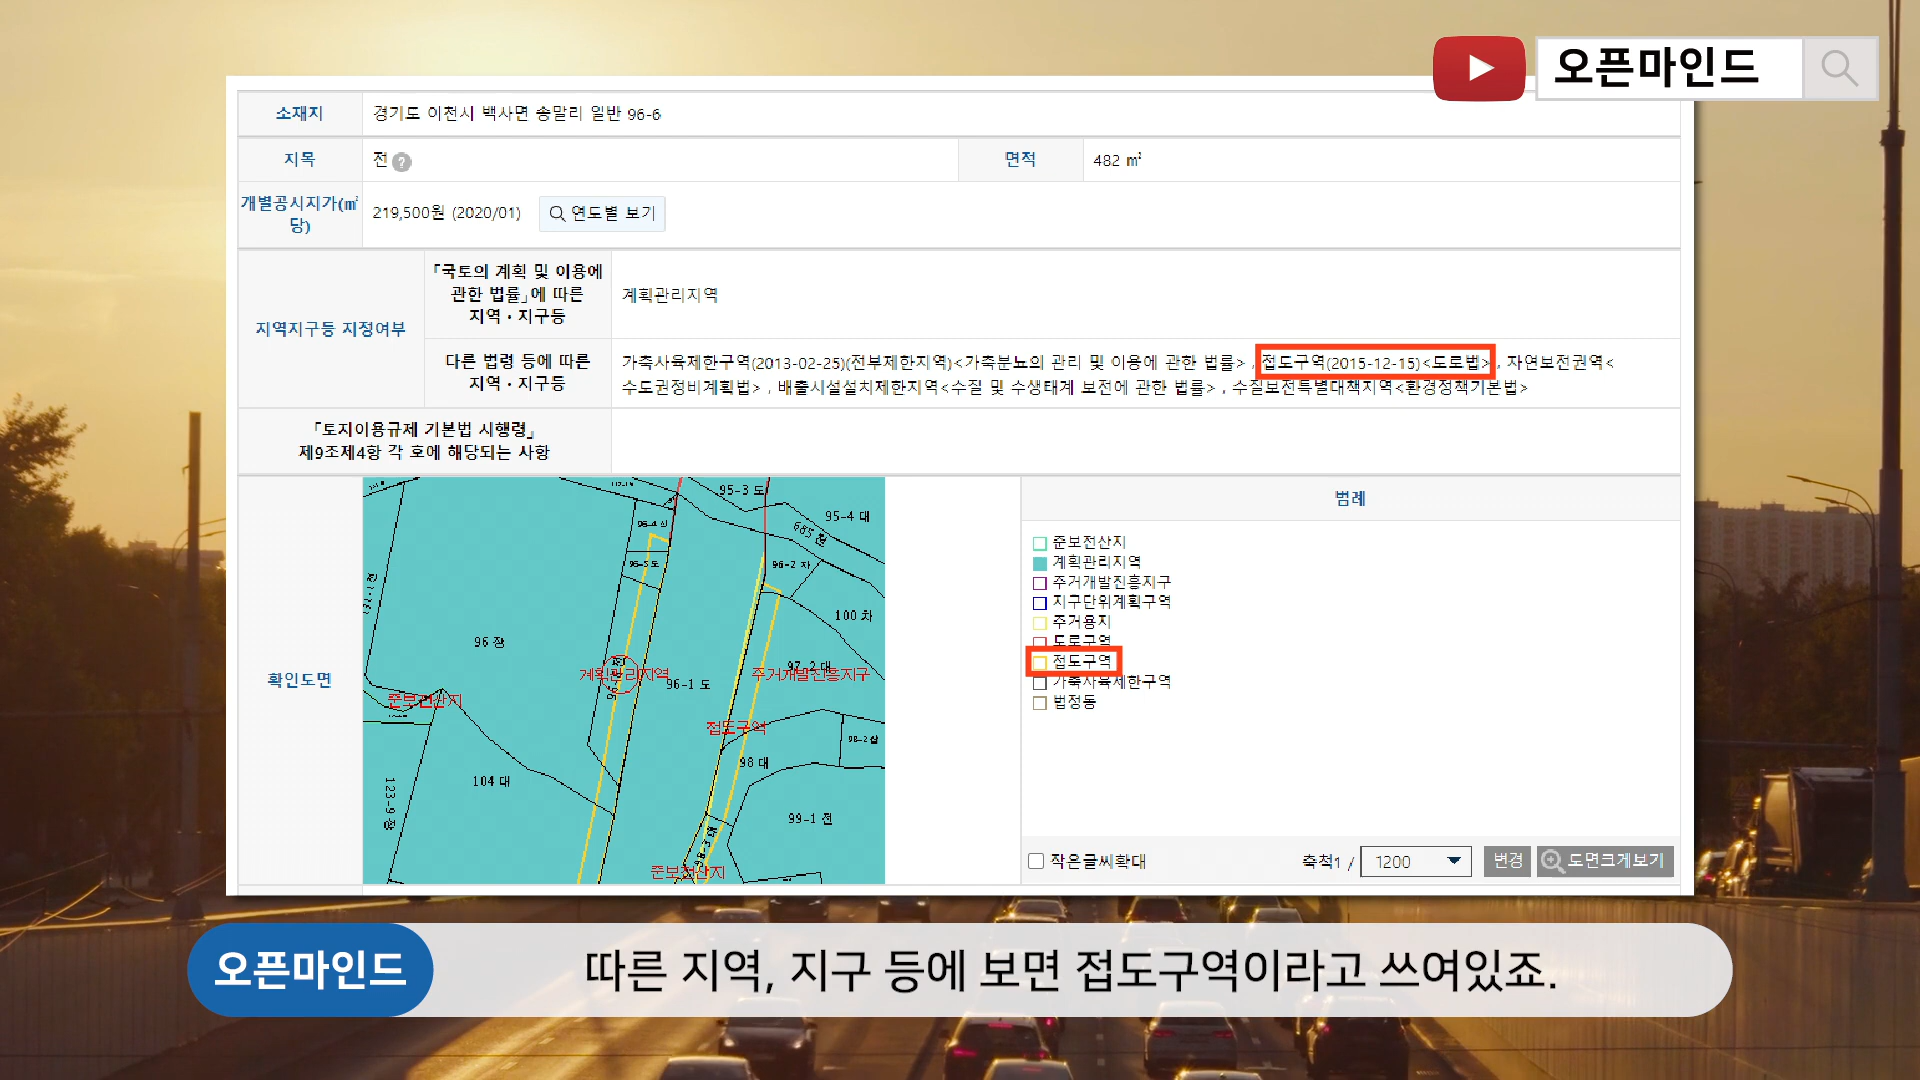 오픈마인드
소재지
경기도 이천시 백사면 송말리 일반 96-6
지목
전
면적
482 ㎡
개별공시지가(㎡당)
219,500원 (2020/01)
연도별 보기
지역지구등 지정여부
「국토의 계획 및 이용에
관한 법률」에 따른
지역ㆍ지구등
계획관리지역
다른 법령 등에 따른
지역ㆍ지구등
가축사육제한구역(2013-02-25)(전부제한지역)<가축분뇨의 관리 및 이용에 관한 법률> , 접도구역(2015-12-15)<도로법> , 자연보전권역<
수도권정비계획법> , 배출시설설치제한지역<수질 및 수생태계 보전에 관한 법률> , 수질보전특별대책지역<환경정책기본법>
「토지이용규제 기본법 시행령」
제9조제4항 각 호에 해당되는 사항
확인도면
95-3 도
95-4 대
96-2 차
100 차
96 장
97-2 대
계획관리지역
주거개발진흥지구
96-1 도
준보전산지
접도구역
98 대
104 대
123-9 장
99-1 전
98-3 대
준보전산지
범례
준보전산지
계획관리지역
주거개발진흥지구
지구단위계획구역
주거용지
도로구역
접도구역
가축사육제한구역
법정동
작은글씨확대
축척1 /
1200
변경
도면크게보기
오픈마인드
따른 지역, 지구 등에 보면 접도구역이라고 쓰여있죠.